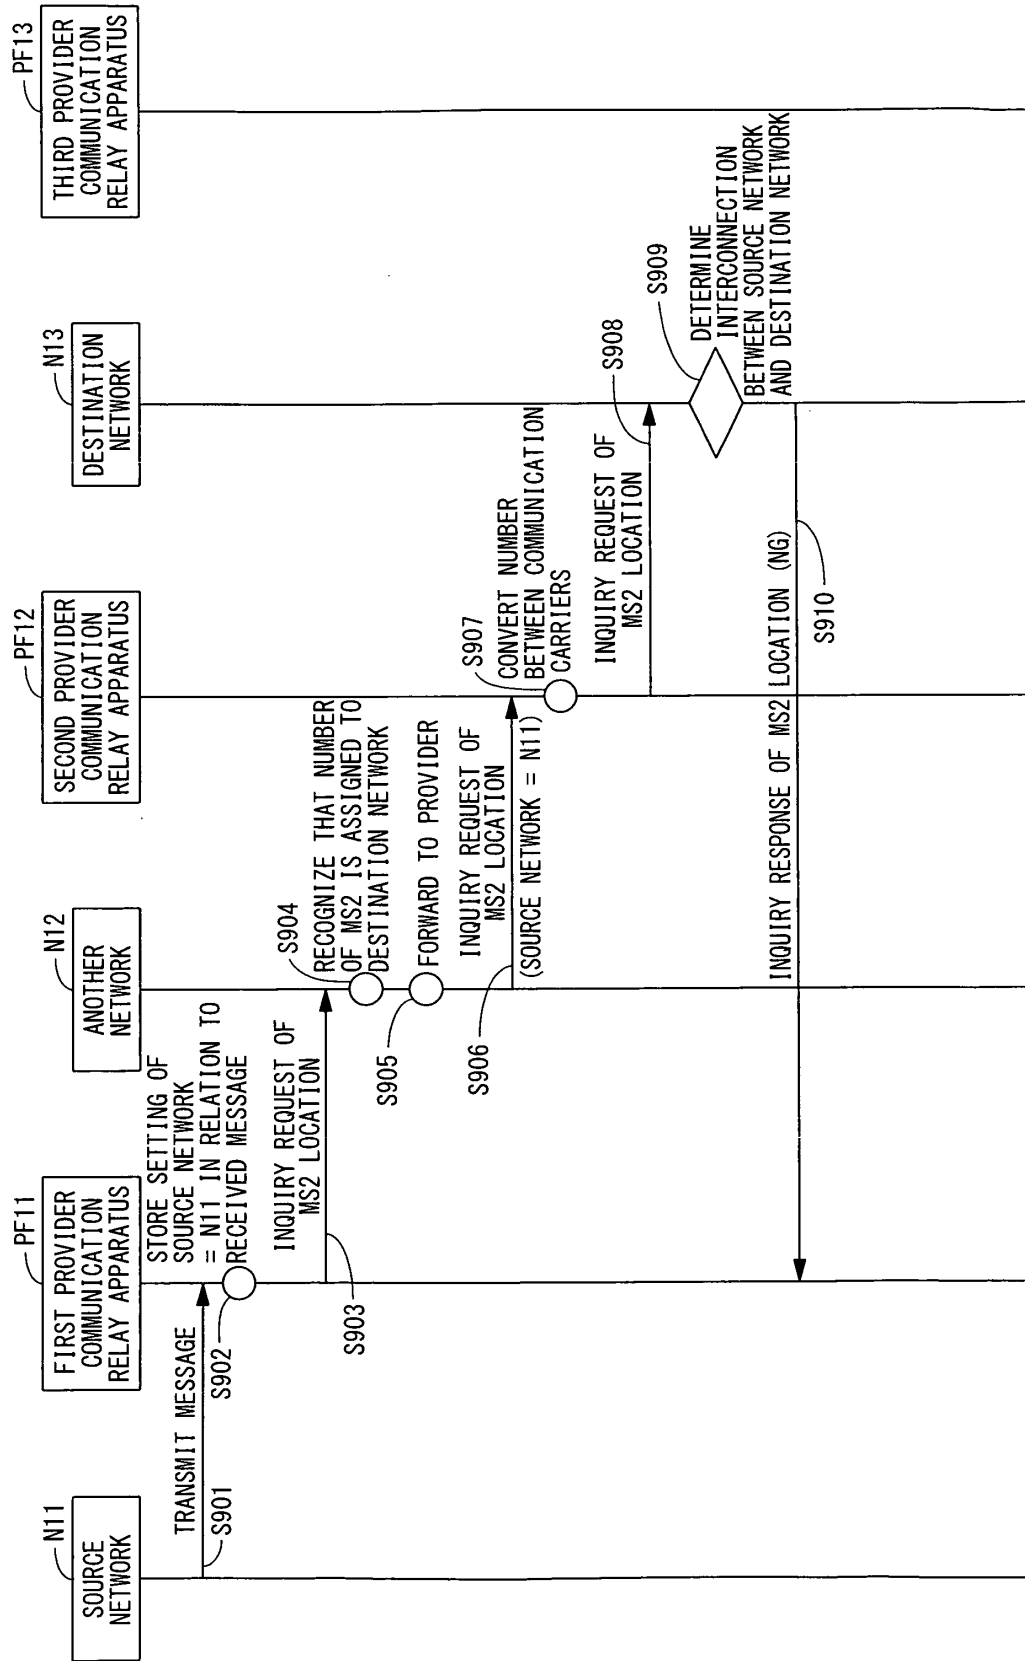 N11
SOURCE
NETWORK
PF11
FIRST PROVIDER
COMMUNICATION
RELAY APPARATUS
N12
ANOTHER
NETWORK
PF12
SECOND PROVIDER
COMMUNICATION
RELAY APPARATUS
N13
DESTINATION
NETWORK
PF13
THIRD PROVIDER
COMMUNICATION
RELAY APPARATUS
TRANSMIT MESSAGE
S901
STORE SETTING OF
SOURCE NETWORK
= N11 IN RELATION TO
RECEIVED MESSAGE
S902
INQUIRY REQUEST OF
MS2 LOCATION
S903
S904
RECOGNIZE THAT NUMBER
OF MS2 IS ASSIGNED TO
DESTINATION NETWORK
S905
FORWARD TO PROVIDER
INQUIRY REQUEST OF
MS2 LOCATION
(SOURCE NETWORK = N11)
S906
S907
CONVERT NUMBER
BETWEEN COMMUNICATION
CARRIERS
INQUIRY REQUEST OF
MS2 LOCATION
S908
S909
DETERMINE
INTERCONNECTION
BETWEEN SOURCE NETWORK
AND DESTINATION NETWORK
INQUIRY RESPONSE OF MS2 LOCATION (NG)
S910